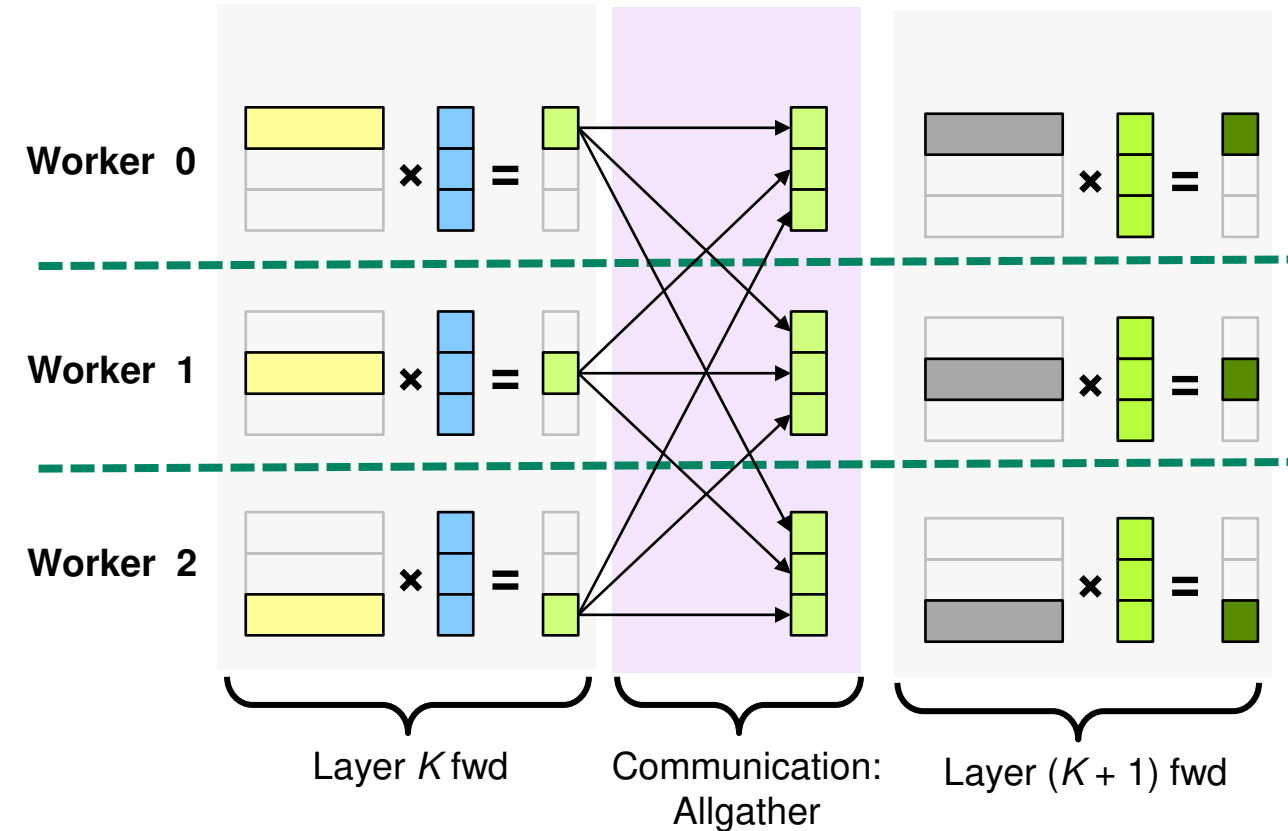 Worker 0
× =
× =
Worker 1
× =
× =
Worker 2
× =
× =
Layer K fwd
Communication:
Allgather
Layer (K + 1) fwd